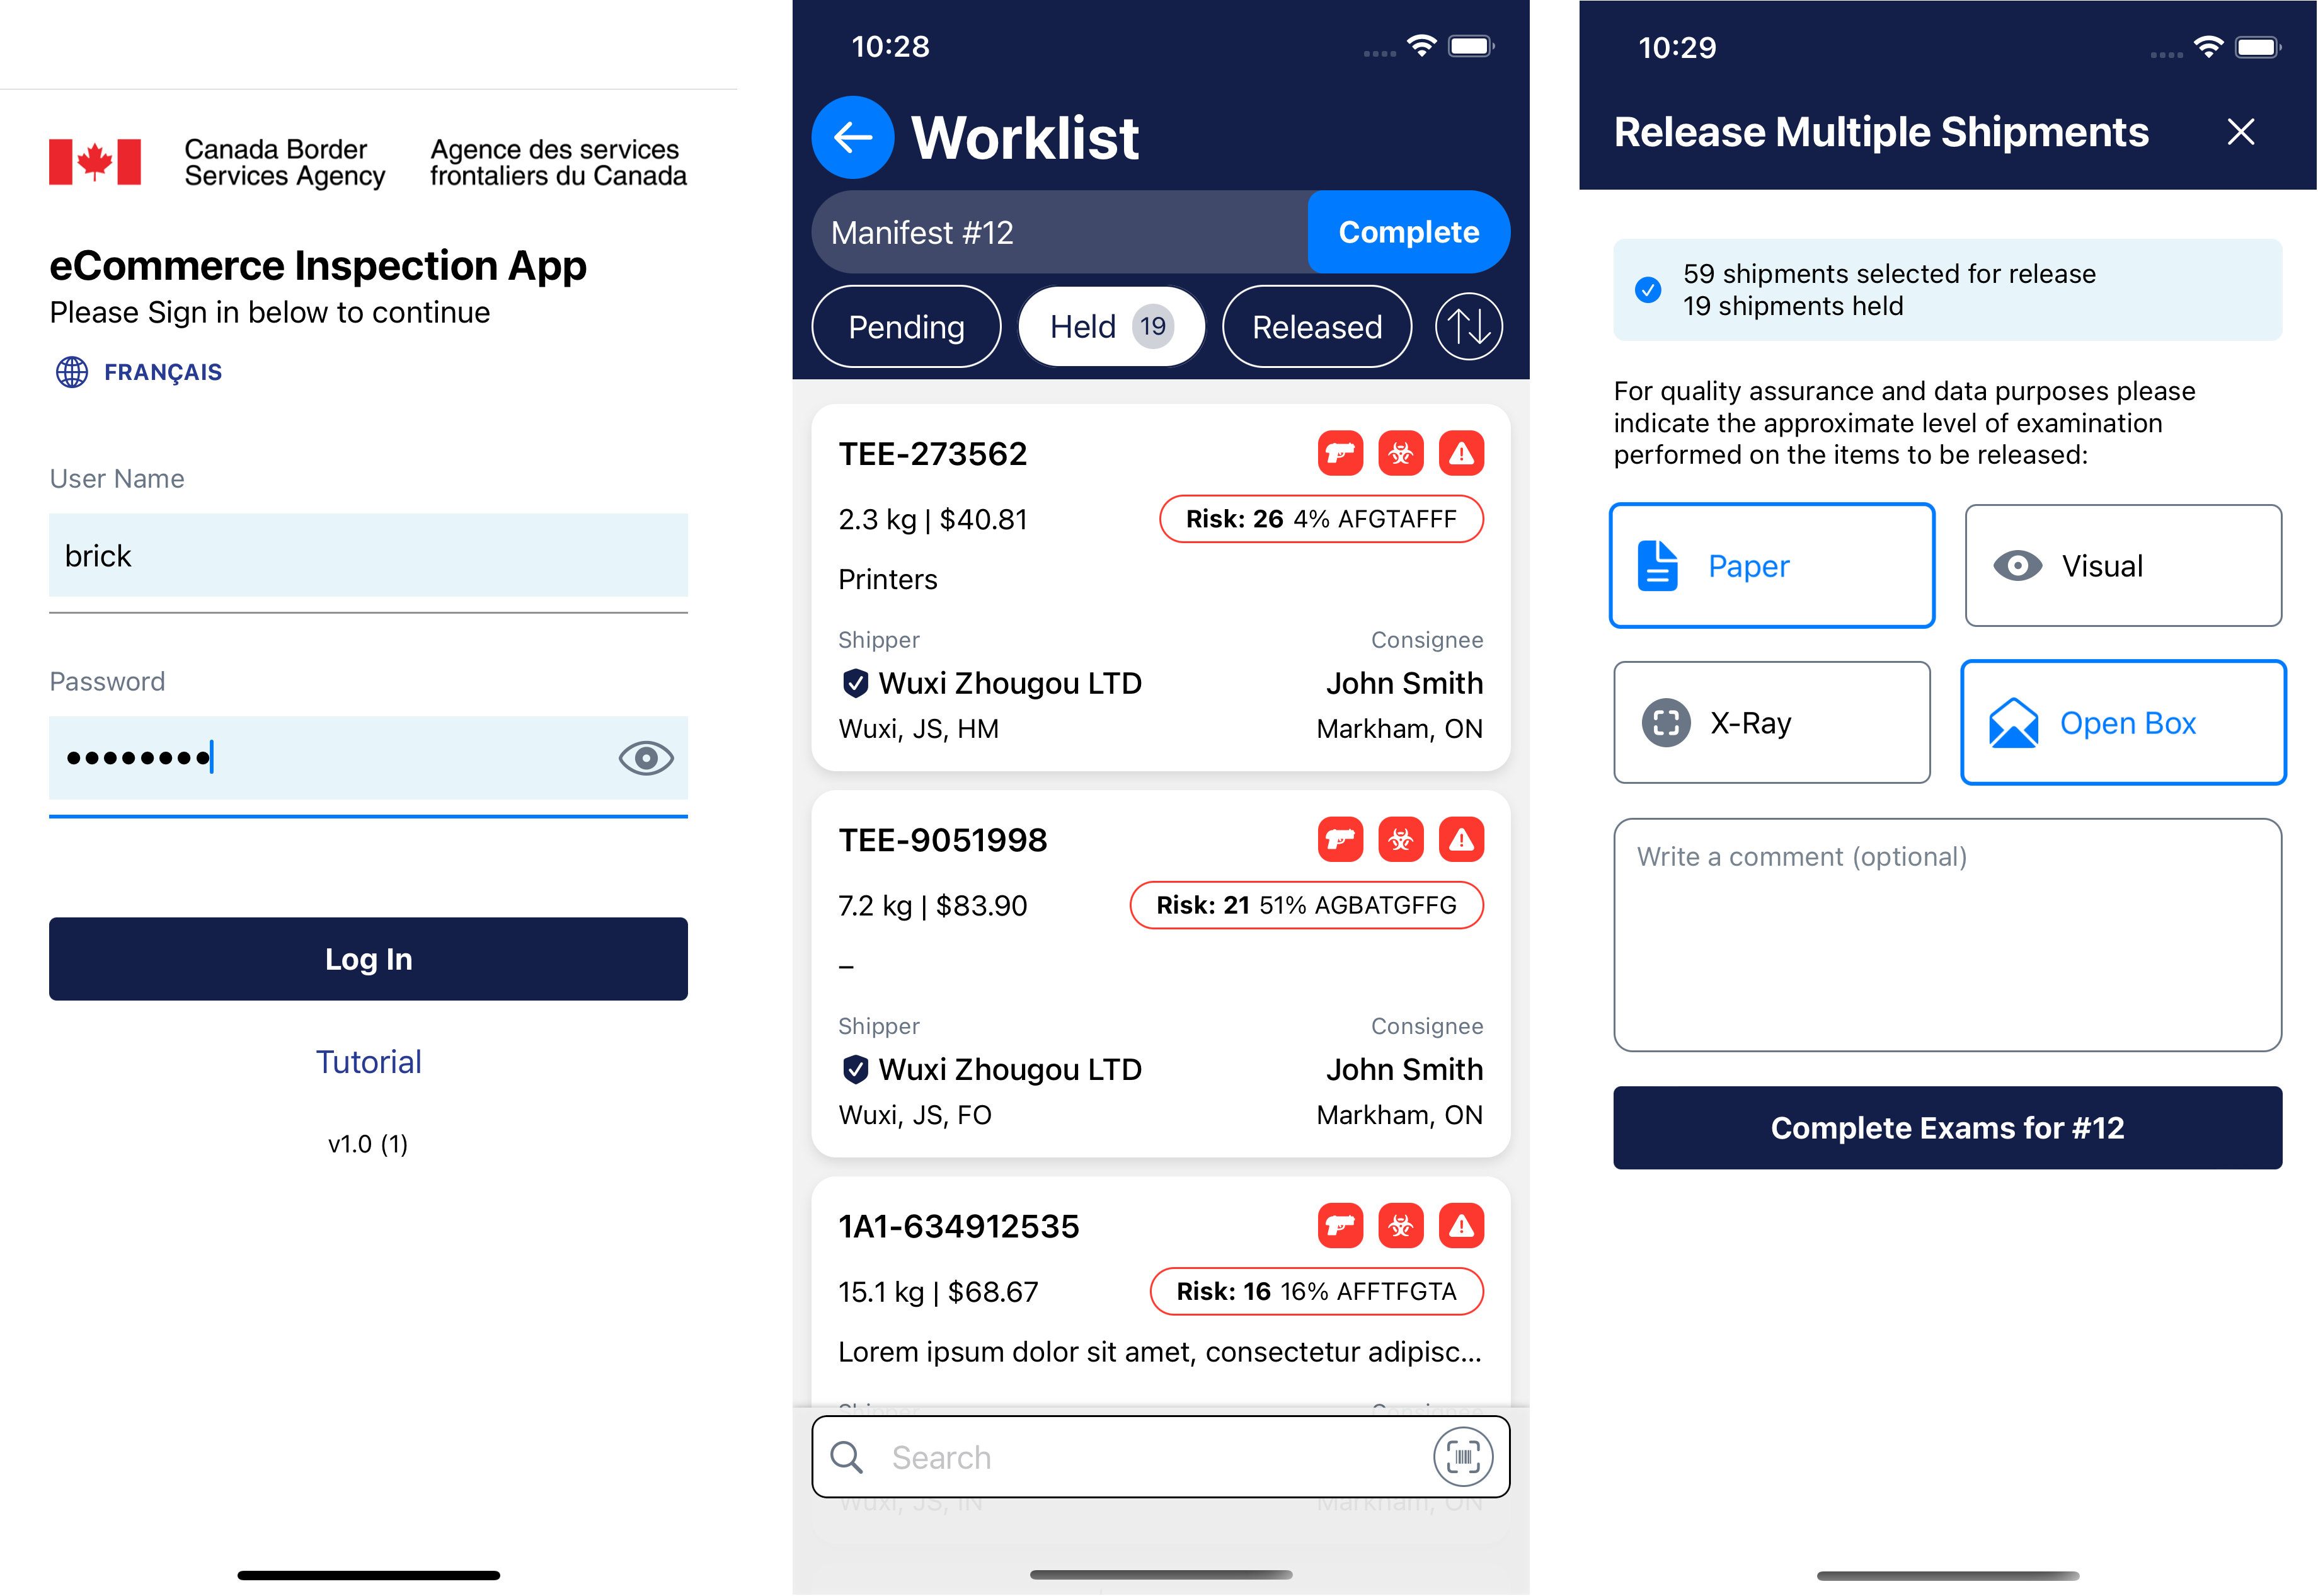 Canada Border
Services Agency
Agence des services
frontaliers du Canada
eCommerce Inspection App
Please Sign in below to continue
FRANÇAIS
User Name
brick
Password
Log In
Tutorial
v1.0 (1)
10:28
Worklist
Manifest #12
Complete
Pending
Held 19
Released
TEE-273562
2.3 kg | $40.81
Risk: 26 4% AFGTAFFF
Printers
Shipper
Consignee
Wuxi Zhougou LTD
John Smith
Wuxi, JS, HM
Markham, ON
TEE-9051998
7.2 kg | $83.90
Risk: 21 51% AGBATGFFG
–
Shipper
Consignee
Wuxi Zhougou LTD
John Smith
Wuxi, JS, FO
Markham, ON
1A1-634912535
15.1 kg | $68.67
Risk: 16 16% AFFTFGTA
Lorem ipsum dolor sit amet, consectetur adipisc...
Shipper
Consignee
Search
Wuxi, JS, IN
Markham, ON
10:29
Release Multiple Shipments
59 shipments selected for release
19 shipments held
For quality assurance and data purposes please
indicate the approximate level of examination
performed on the items to be released:
Paper
Visual
X-Ray
Open Box
Write a comment (optional)
Complete Exams for #12